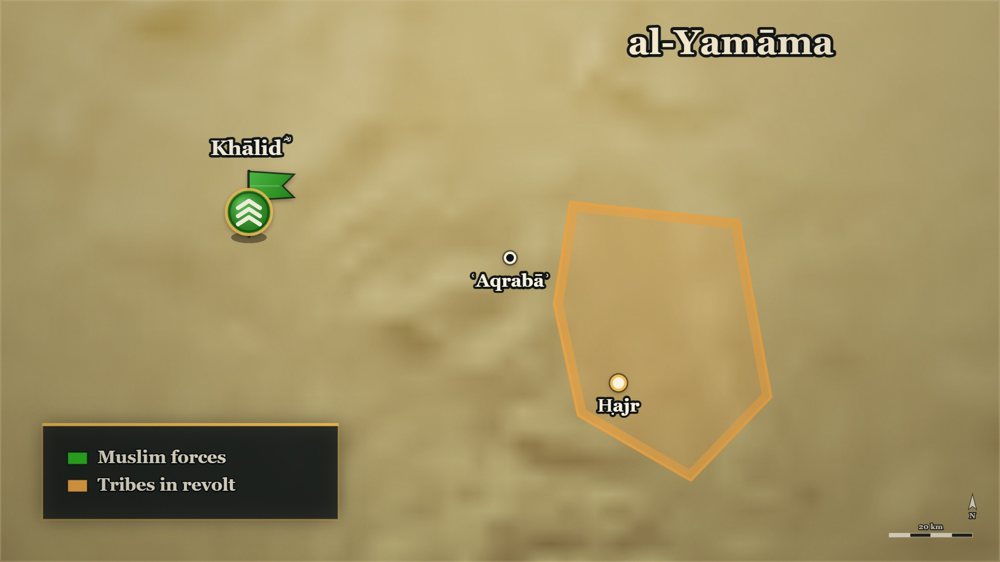 al-Yamāma
Khālidؓ
ʿAqrabāʾ
Ḥajr
Muslim forces
Tribes in revolt
20 km
N